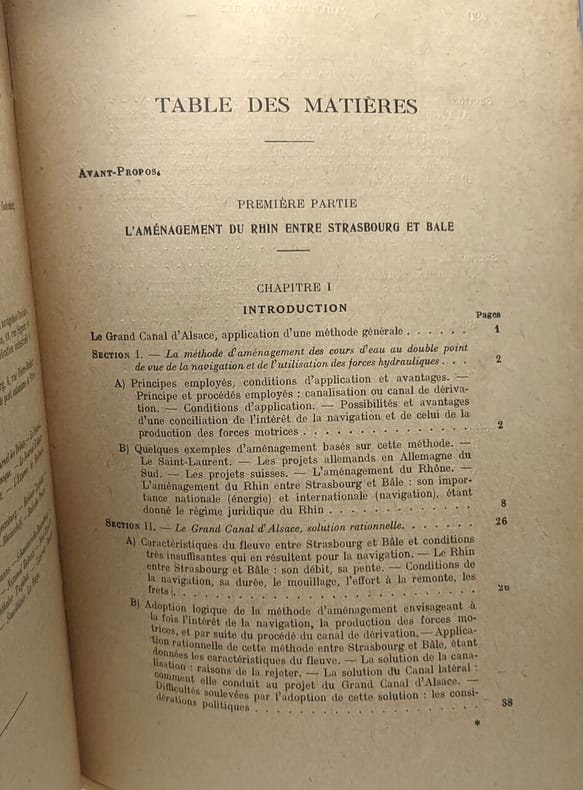 TABLE DES MATIÈRES
AVANT-PROPOS.
PREMIÈRE PARTIE
L'AMÉNAGEMENT DU RHIN ENTRE STRASBOURG ET BALE
CHAPITRE I
INTRODUCTION
Pages
Le Grand Canal d'Alsace, application d'une méthode générale . . . . . . 1
SECTION I. — La méthode d'aménagement des cours d'eau au double point
de vue de la navigation et de l'utilisation des forces hydrauliques . . . 2
A) Principes employés, conditions d'application et avantages. —
Principe et procédés employés : canalisation ou canal de dériva-
tion. — Conditions d'application. — Possibilités et avantages
d'une conciliation de l'intérêt de la navigation et de celui de la
production des forces motrices . . . . . . . . . . . . . . . 2
B) Quelques exemples d'aménagement basés sur cette méthode. —
Le Saint-Laurent. — Les projets allemands en Allemagne du
Sud. — Les projets suisses. — L'aménagement du Rhône. —
L'aménagement du Rhin entre Strasbourg et Bâle : son impor-
tance nationale (énergie) et internationale (navigation), étant
donné le régime juridique du Rhin . . . . . . . . . . . . . 8
SECTION II. — Le Grand Canal d'Alsace, solution rationnelle. . . . . . . 26
A) Caractéristiques du fleuve entre Strasbourg et Bâle et conditions
très insuffisantes qui en résultent pour la navigation. — Le Rhin
entre Strasbourg et Bâle : son débit, sa pente. — Conditions de
la navigation, sa durée, le mouillage, l'effort à la remonte, les
frets . . . . . . . . . . . . . . . . . . . . . . . . . . 26
B) Adoption logique de la méthode d'aménagement envisageant à
la fois l'intérêt de la navigation, la production des forces mo-
trices, et par suite du procédé du canal de dérivation. — Applica-
tion rationnelle de cette méthode entre Strasbourg et Bâle, étant
données les caractéristiques du fleuve. — La solution de la cana-
lisation : raisons de la rejeter. — La solution du Canal latéral :
comment elle conduit au projet du Grand Canal d'Alsace. —
Difficultés soulevées par l'adoption de cette solution : les consi-
dérations politiques . . . . . . . . . . . . . . . . . . . 38
*